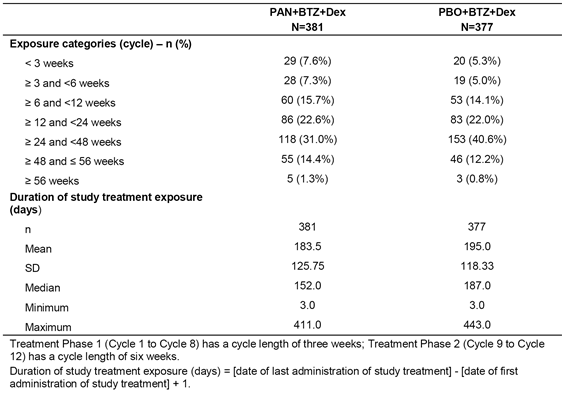 PAN+BTZ+Dex PBO+BTZ+Dex
N=381 N=377
Exposure categories (cycle) – n (%)
< 3 weeks 29 (7.6%) 20 (5.3%)
≥ 3 and <6 weeks 28 (7.3%) 19 (5.0%)
≥ 6 and <12 weeks 60 (15.7%) 53 (14.1%)
≥ 12 and <24 weeks 86 (22.6%) 83 (22.0%)
≥ 24 and <48 weeks 118 (31.0%) 153 (40.6%)
≥ 48 and ≤ 56 weeks 55 (14.4%) 46 (12.2%)
≥ 56 weeks 5 (1.3%) 3 (0.8%)
Duration of study treatment exposure
(days)
n 381 377
Mean 183.5 195.0
SD 125.75 118.33
Median 152.0 187.0
Minimum 3.0 3.0
Maximum 411.0 443.0
Treatment Phase 1 (Cycle 1 to Cycle 8) has a cycle length of three weeks; Treatment Phase 2 (Cycle 9 to Cycle
12) has a cycle length of six weeks.
Duration of study treatment exposure (days) = [date of last administration of study treatment] - [date of first
administration of study treatment] + 1.